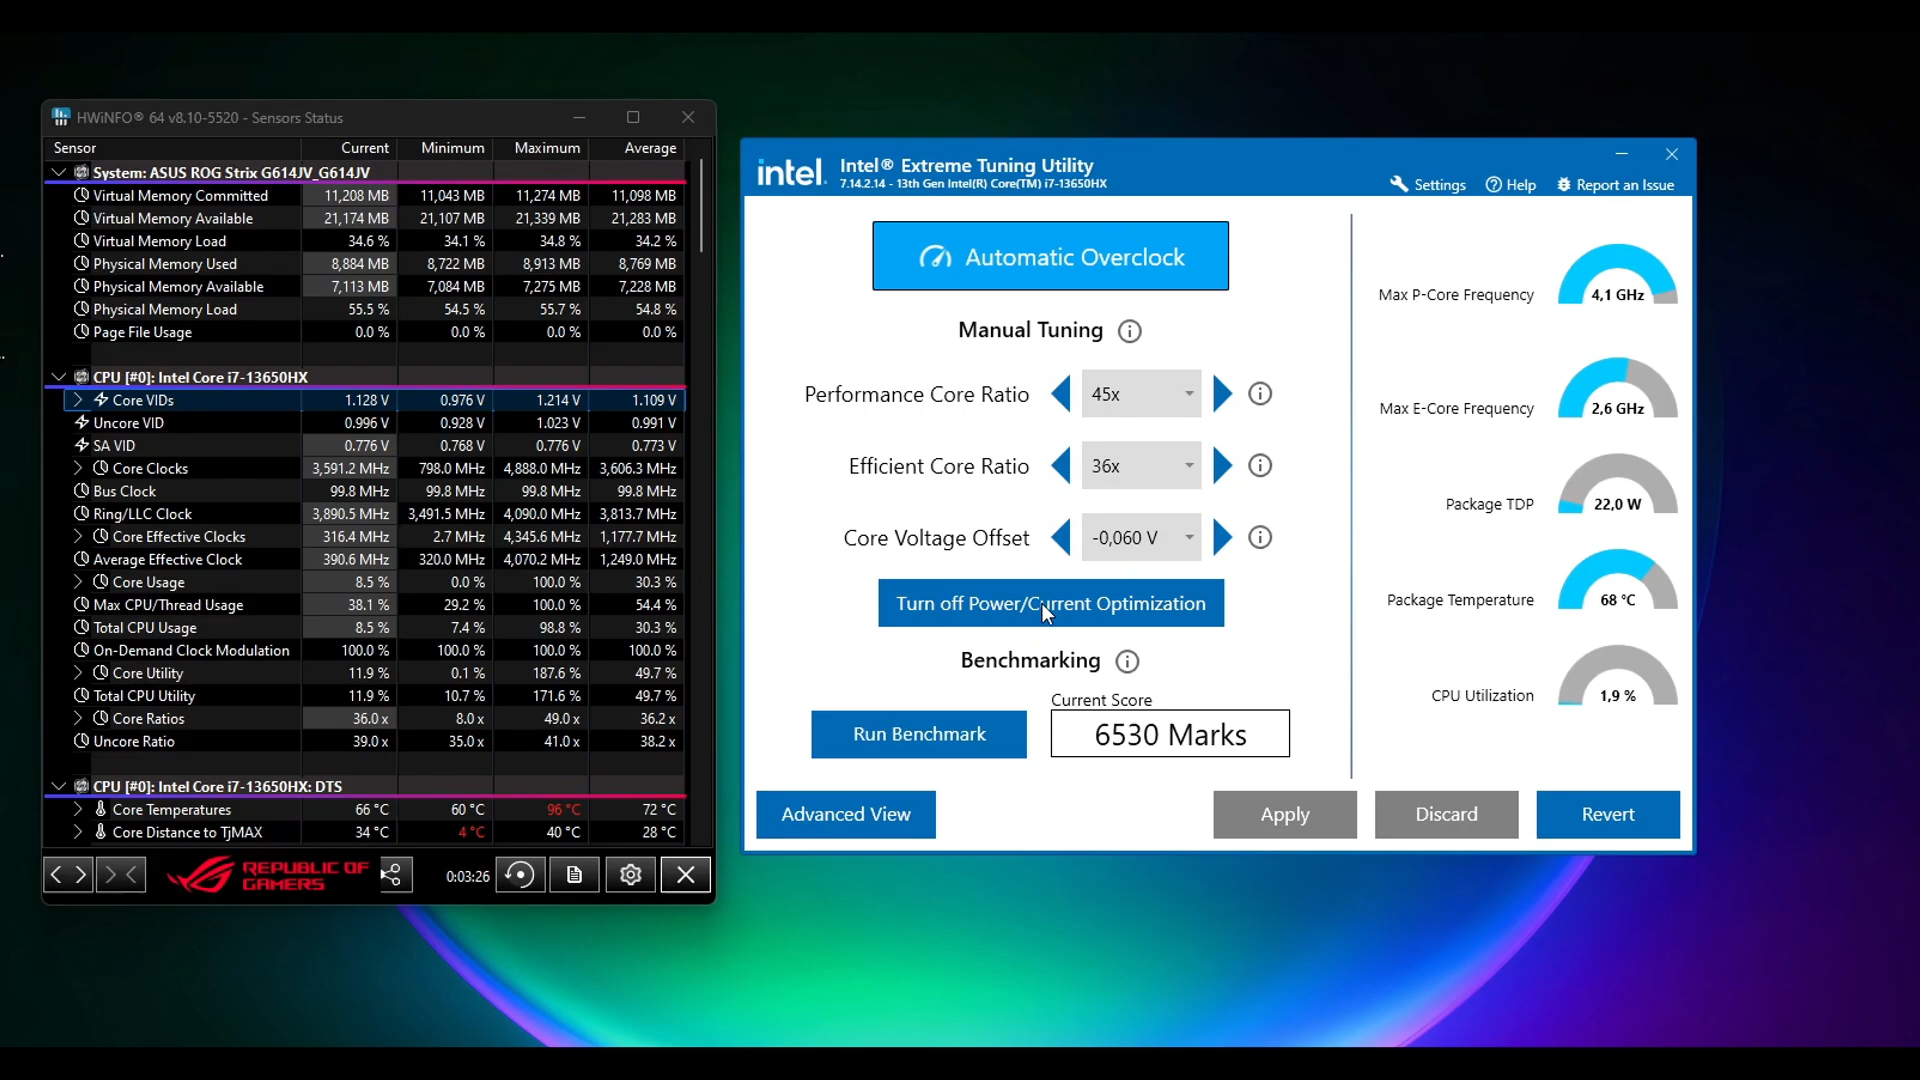 HWiNFO® 64 v8.10-5520 - Sensors Status
Sensor Current Minimum Maximum Average
System: ASUS ROG Strix G614JV_G614JV
Virtual Memory Committed 11,208 MB 11,043 MB 11,274 MB 11,098 MB
Virtual Memory Available 21,174 MB 21,107 MB 21,339 MB 21,283 MB
Virtual Memory Load 34.6 % 34.1 % 34.8 % 34.2 %
Physical Memory Used 8,884 MB 8,722 MB 8,913 MB 8,769 MB
Physical Memory Available 7,113 MB 7,084 MB 7,275 MB 7,228 MB
Physical Memory Load 55.5 % 54.5 % 55.7 % 54.8 %
Page File Usage 0.0 % 0.0 % 0.0 % 0.0 %
CPU [#0]: Intel Core i7-13650HX
Core VIDs 1.128 V 0.976 V 1.214 V 1.109 V
Uncore VID 0.996 V 0.928 V 1.023 V 0.991 V
SA VID 0.776 V 0.768 V 0.776 V 0.773 V
Core Clocks 3,591.2 MHz 798.0 MHz 4,888.0 MHz 3,606.3 MHz
Bus Clock 99.8 MHz 99.8 MHz 99.8 MHz 99.8 MHz
Ring/LLC Clock 3,890.5 MHz 3,491.5 MHz 4,090.0 MHz 3,813.7 MHz
Core Effective Clocks 316.4 MHz 2.7 MHz 4,345.6 MHz 1,177.7 MHz
Average Effective Clock 390.6 MHz 320.0 MHz 4,070.2 MHz 1,249.0 MHz
Core Usage 8.5 % 0.0 % 100.0 % 30.3 %
Max CPU/Thread Usage 38.1 % 29.2 % 100.0 % 54.4 %
Total CPU Usage 8.5 % 7.4 % 98.8 % 30.3 %
On-Demand Clock Modulation 100.0 % 100.0 % 100.0 % 100.0 %
Core Utility 11.9 % 0.1 % 187.6 % 49.7 %
Total CPU Utility 11.9 % 10.7 % 171.6 % 49.7 %
Core Ratios 36.0 x 8.0 x 49.0 x 36.2 x
Uncore Ratio 39.0 x 35.0 x 41.0 x 38.2 x
CPU [#0]: Intel Core i7-13650HX: DTS
Core Temperatures 66 °C 60 °C 96 °C 72 °C
Core Distance to TjMAX 34 °C 4 °C 40 °C 28 °C
REPUBLIC OF
GAMERS
0:03:26
intel.
Intel® Extreme Tuning Utility
7.14.2.14 - 13th Gen Intel(R) Core(TM) i7-13650HX
Settings Help Report an Issue
Automatic Overclock
Manual Tuning
Performance Core Ratio 45x
Efficient Core Ratio 36x
Core Voltage Offset -0,060 V
Turn off Power/Current Optimization
Benchmarking
Current Score
Run Benchmark 6530 Marks
Max P-Core Frequency 4,1 GHz
Max E-Core Frequency 2,6 GHz
Package TDP 22,0 W
Package Temperature 68 °C
CPU Utilization 1,9 %
Advanced View Apply Discard Revert